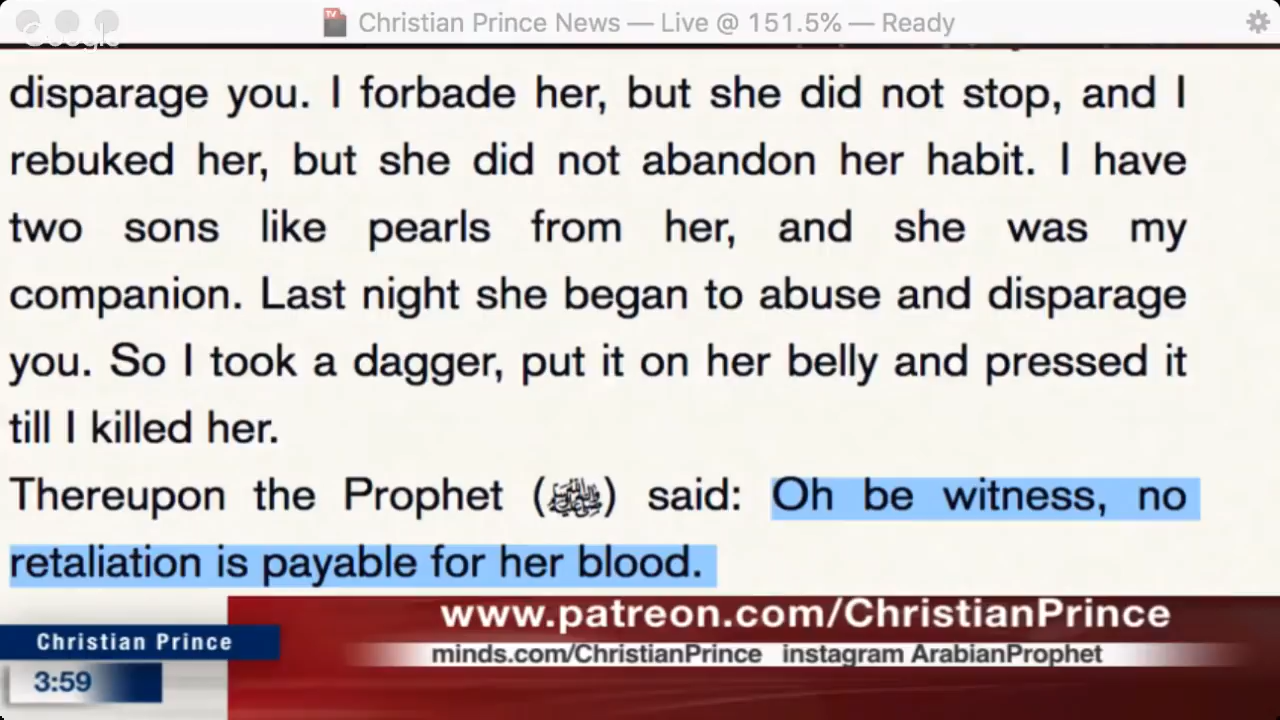 Christian Prince News — Live @ 151.5% — Ready
Google
disparage you. I forbade her, but she did not stop, and I
rebuked her, but she did not abandon her habit. I have
two sons like pearls from her, and she was my
companion. Last night she began to abuse and disparage
you. So I took a dagger, put it on her belly and pressed it
till I killed her.
Thereupon the Prophet (ﷺ) said: Oh be witness, no
retaliation is payable for her blood.
www.patreon.com/ChristianPrince
Christian Prince
minds.com/ChristianPrince instagram ArabianProphet
3:59